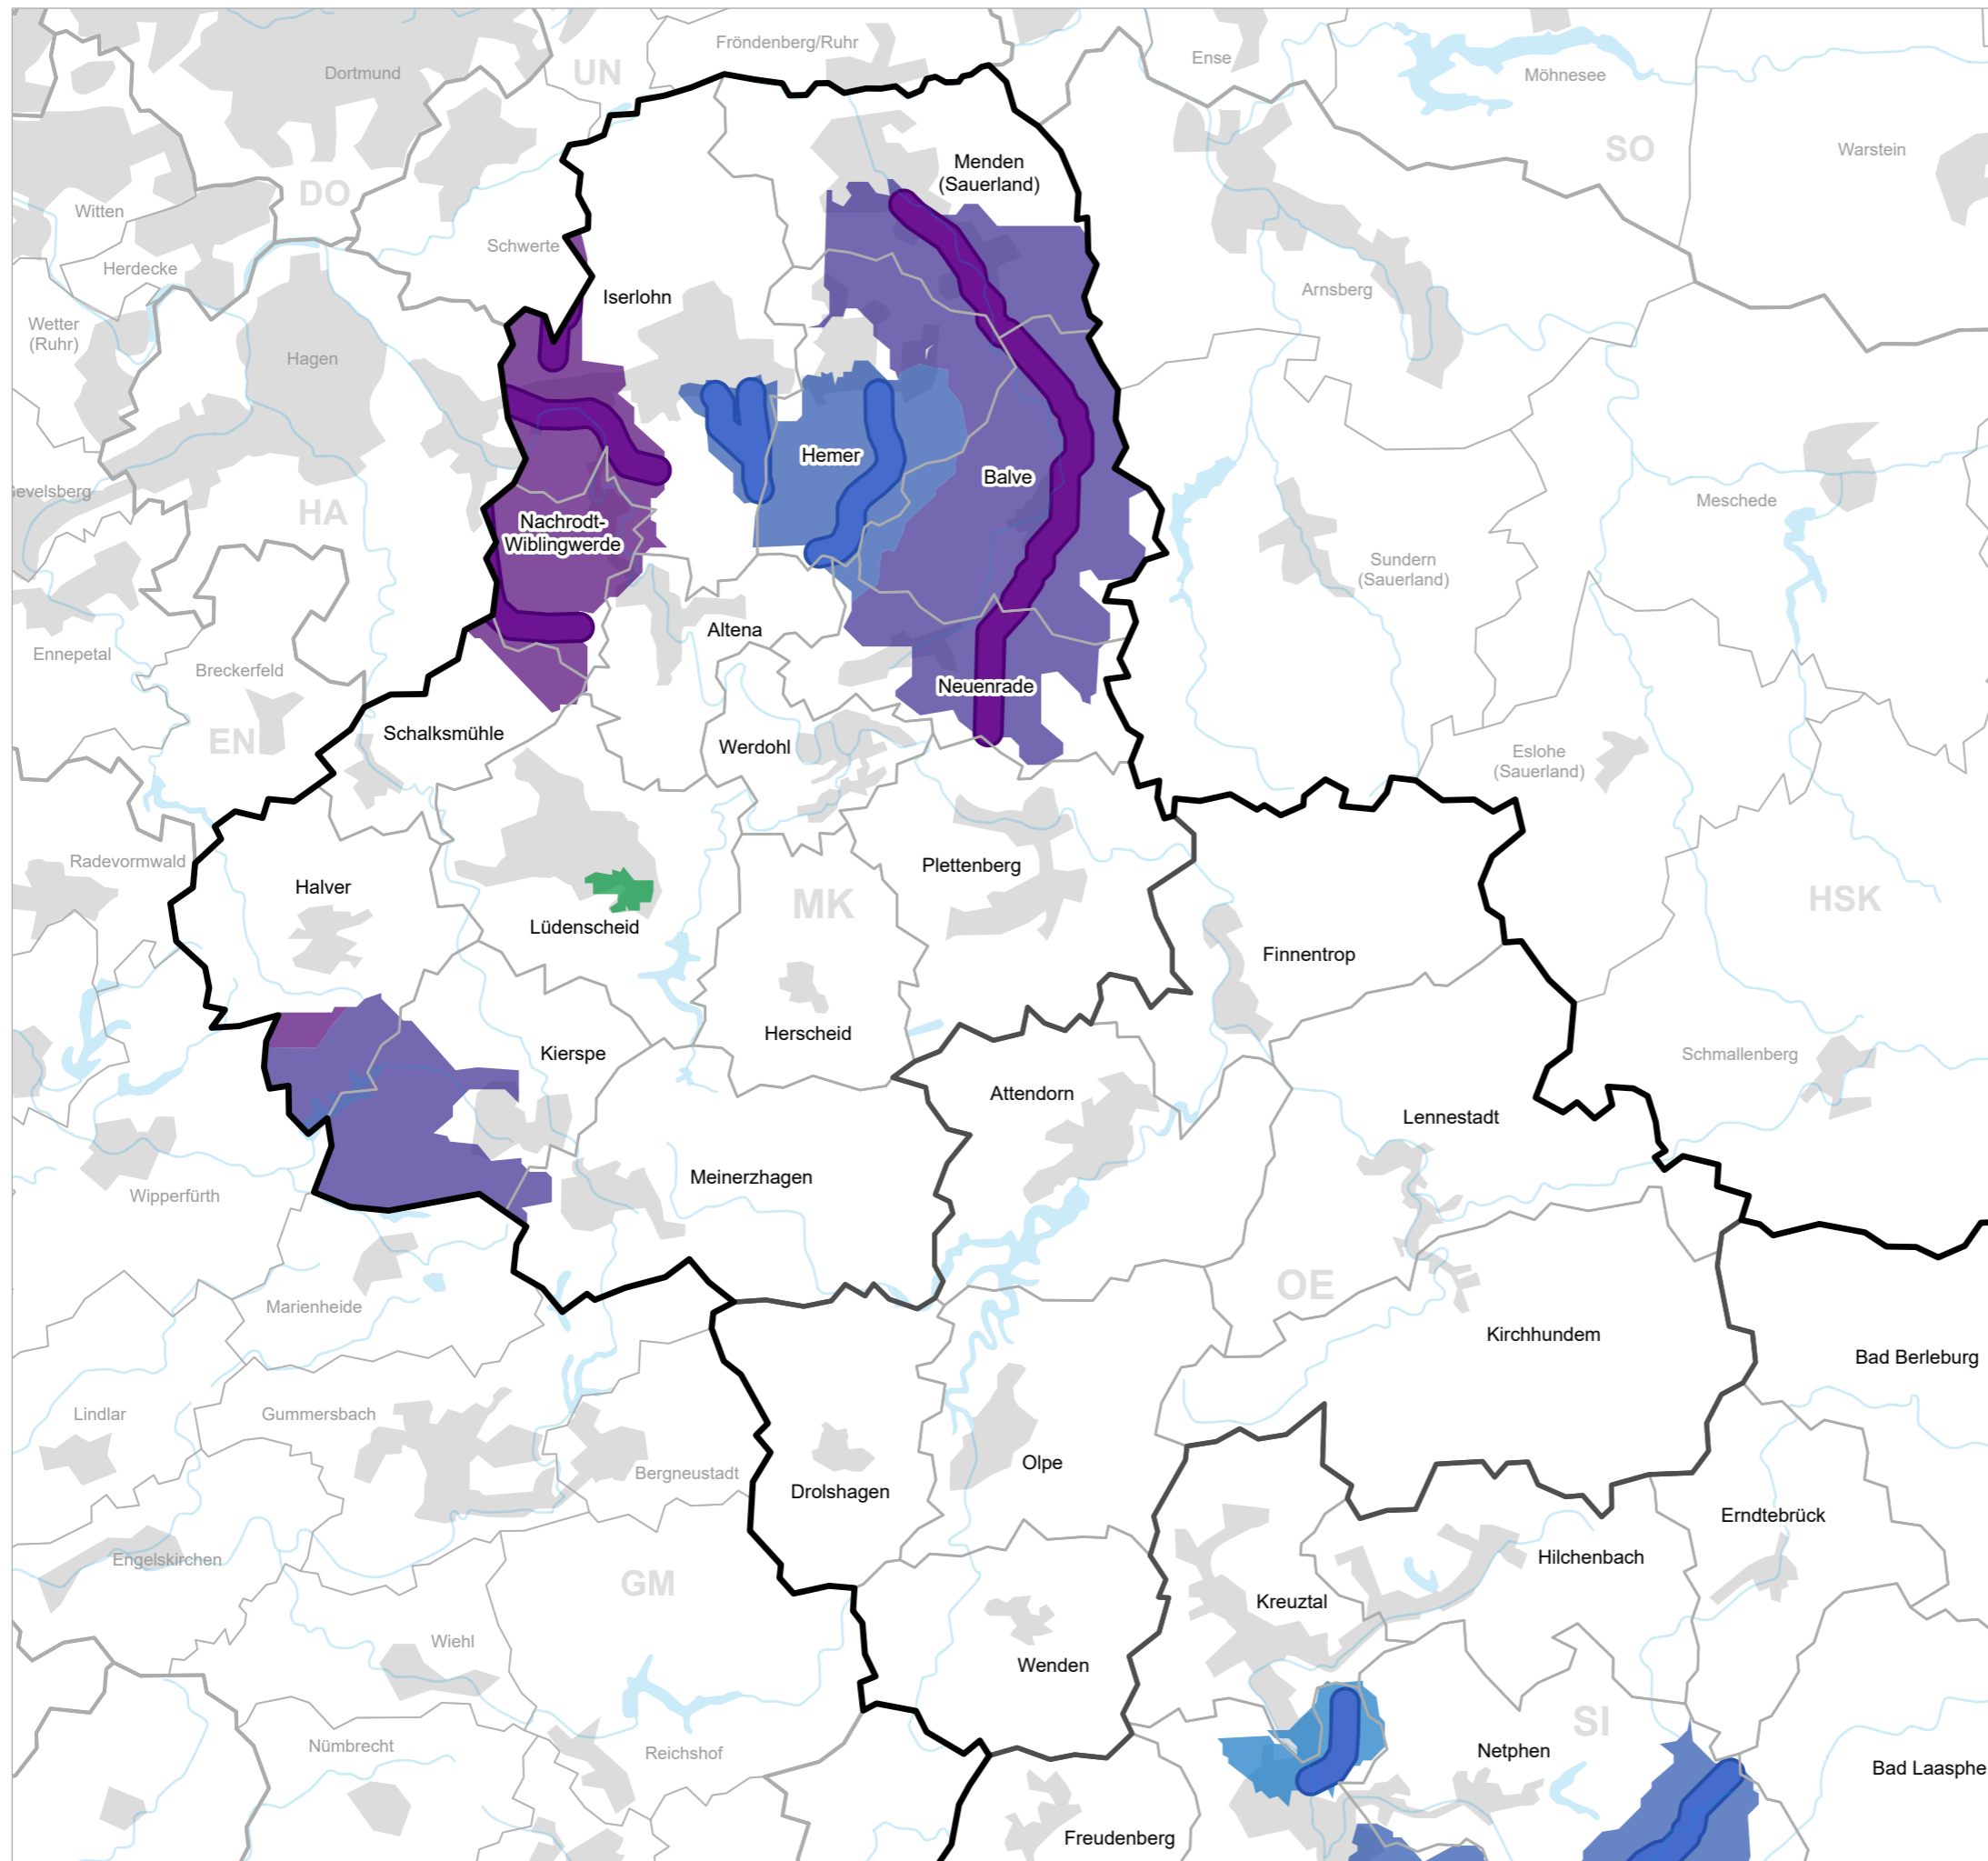 Fröndenberg/Ruhr
Ense
Dortmund
UN
Möhnesee
SO
Warstein
Menden
(Sauerland)
DO
Witten
Schwerte
Herdecke
Iserlohn
Arnsberg
Wetter
(Ruhr)
Hagen
Hemer
Balve
Gevelsberg
HA
Meschede
Nachrodt-
Wiblingwerde
Sundern
(Sauerland)
Altena
Ennepetal
Breckerfeld
Neuenrade
EN
Schalksmühle
Werdohl
Eslohe
(Sauerland)
Radevormwald
Halver
Plettenberg
MK
HSK
Lüdenscheid
Finnentrop
Herscheid
Kierspe
Schmallenberg
Attendorn
Lennestadt
Meinerzhagen
Wipperfürth
OE
Marienheide
Kirchhundem
Bad Berleburg
Lindlar
Gummersbach
Olpe
Bergneustadt
Drolshagen
Erndtebrück
Engelskirchen
Hilchenbach
GM
Kreuztal
Wiehl
Wenden
SI
Nümbrecht
Reichshof
Netphen
Bad Laasphe
Freudenberg